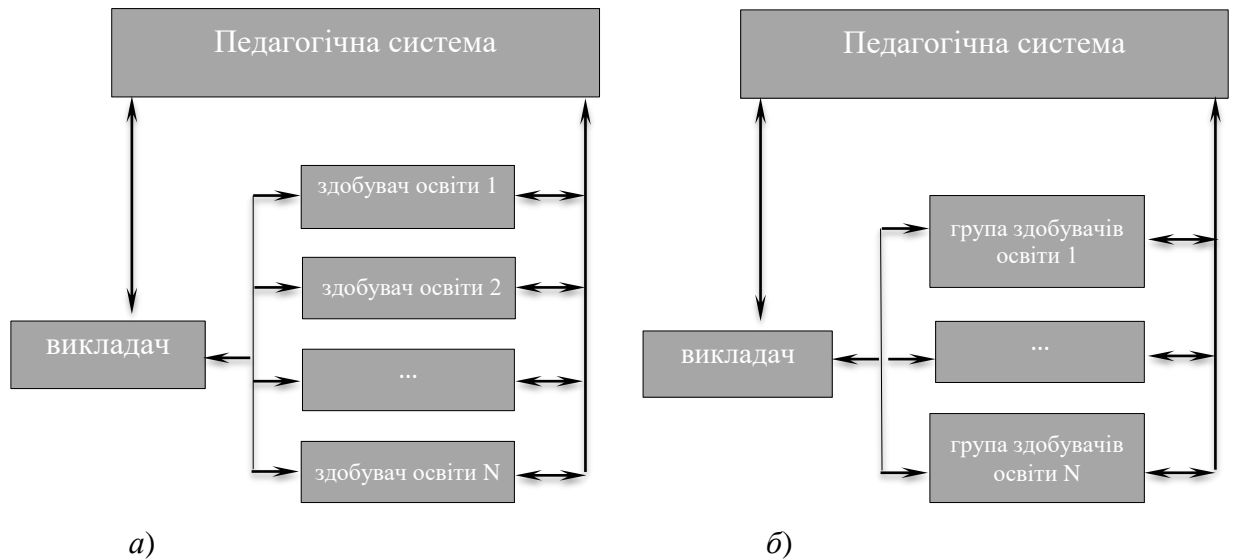 Педагогічна система
здобувач освіти 1
здобувач освіти 2
викладач
...
здобувач освіти N
а)
Педагогічна система
група здобувачів
освіти 1
викладач
...
група здобувачів
освіти N
б)